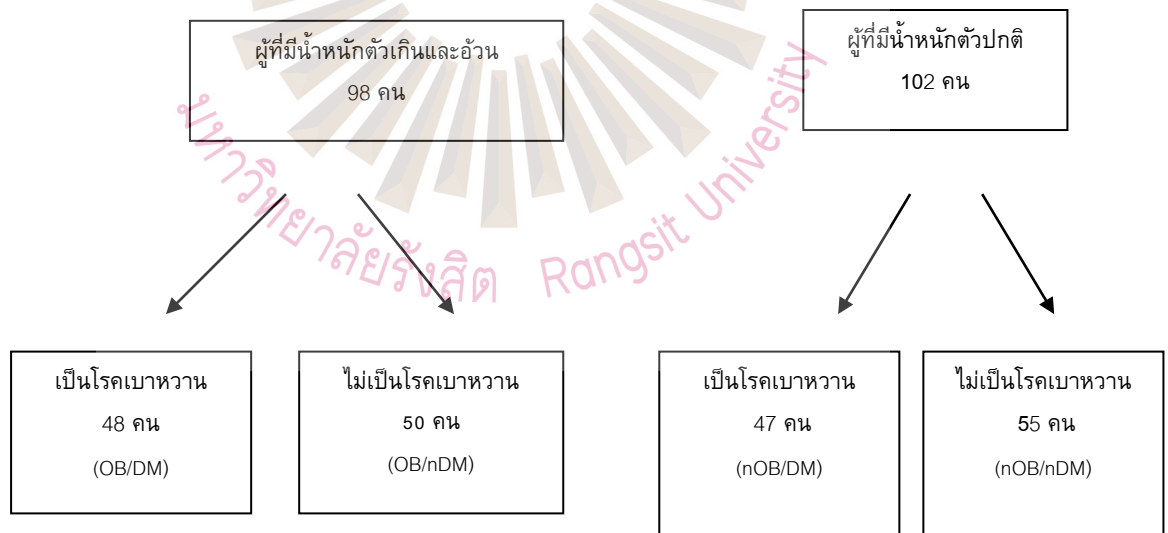 ผู้ที่มีน้ำหนักตัวเกินและอ้วน
98 คน
ผู้ที่มีน้ำหนักตัวปกติ
102 คน
มหาวิทยาลัยรังสิต Rangsit University
เป็นโรคเบาหวาน
48 คน
(OB/DM)
ไม่เป็นโรคเบาหวาน
50 คน
(OB/nDM)
เป็นโรคเบาหวาน
47 คน
(nOB/DM)
ไม่เป็นโรคเบาหวาน
55 คน
(nOB/nDM)